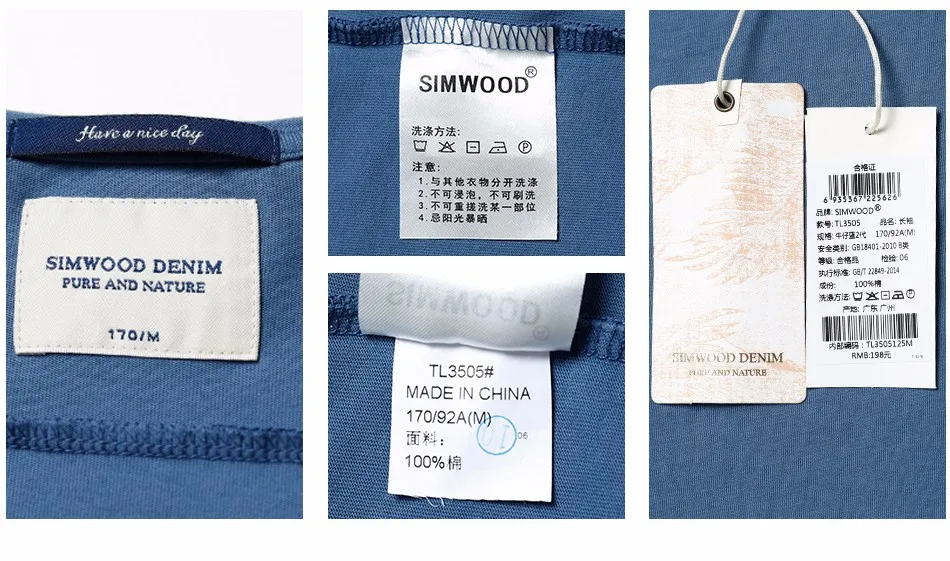 Have a nice day
SIMWOOD DENIM
PURE AND NATURE
170/M
SIMWOOD®
洗涤方法:
注意:
1.与其他衣物分开洗涤
2.不可浸泡，不可刷洗
3.不可重搓洗某一部位
4.忌阳光暴晒
SIMWOOD
TL3505#
MADE IN CHINA
170/92A(M)
面料:
06
100%棉
SIMWOOD DENIM
PURE AND NATURE
合格证
6 935367 225626
品牌: SIMWOOD®
款号: TL3505 品名: 长袖
规格: 牛仔蓝2代 170/92A(M)
安全类别: GB18401-2010 B类
等级: 合格品 检验: 06
执行标准: GB/T 22849-2014
成份: 100%棉
洗涤方法:
产地: 广东 广州
内部编码: TL3505125M
RMB:198元